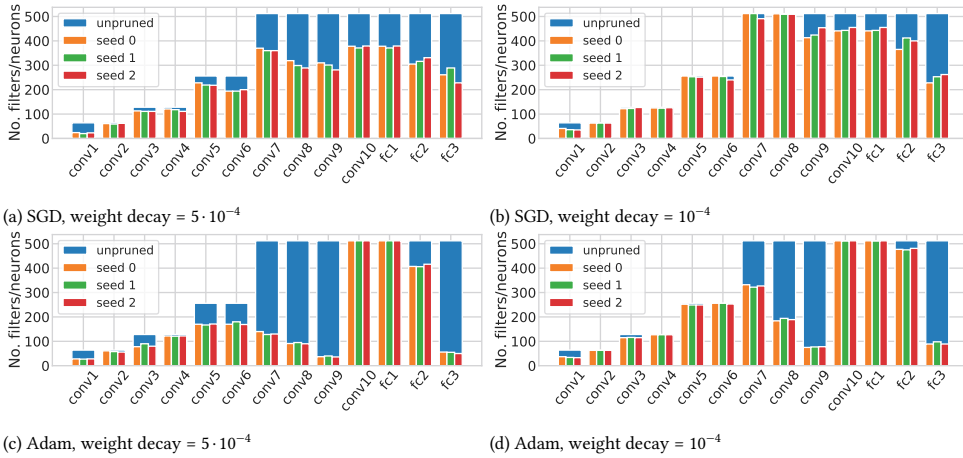 No. filters/neurons
500
400
300
200
100
0
unpruned
seed 0
seed 1
seed 2
conv1 conv2 conv3 conv4 conv5 conv6 conv7 conv8 conv9 conv10 fc1 fc2 fc3
(a) SGD, weight decay = 5·10⁻⁴
No. filters/neurons
500
400
300
200
100
0
unpruned
seed 0
seed 1
seed 2
conv1 conv2 conv3 conv4 conv5 conv6 conv7 conv8 conv9 conv10 fc1 fc2 fc3
(b) SGD, weight decay = 10⁻⁴
No. filters/neurons
500
400
300
200
100
0
unpruned
seed 0
seed 1
seed 2
conv1 conv2 conv3 conv4 conv5 conv6 conv7 conv8 conv9 conv10 fc1 fc2 fc3
(c) Adam, weight decay = 5·10⁻⁴
No. filters/neurons
500
400
300
200
100
0
unpruned
seed 0
seed 1
seed 2
conv1 conv2 conv3 conv4 conv5 conv6 conv7 conv8 conv9 conv10 fc1 fc2 fc3
(d) Adam, weight decay = 10⁻⁴